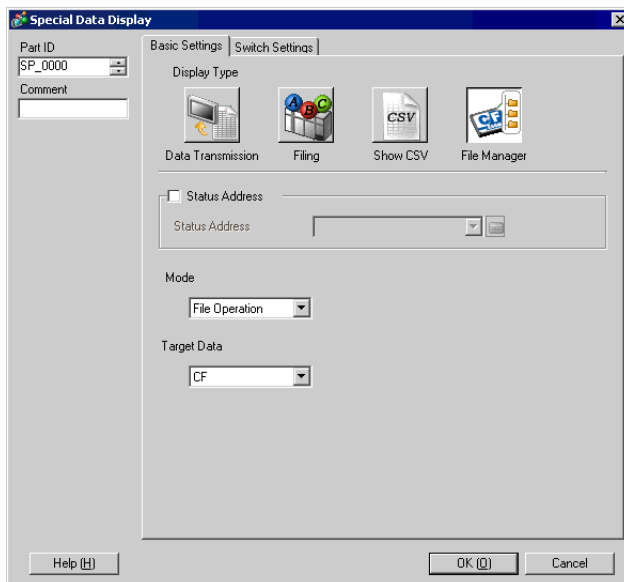 Special Data Display
Part ID
SP_0000
Comment
Basic Settings
Switch Settings
Display Type
A B C
CSV
CF
Data Transmission
Filing
Show CSV
File Manager
Status Address
Status Address
Mode
File Operation
Target Data
CF
Help (H)
OK (O)
Cancel